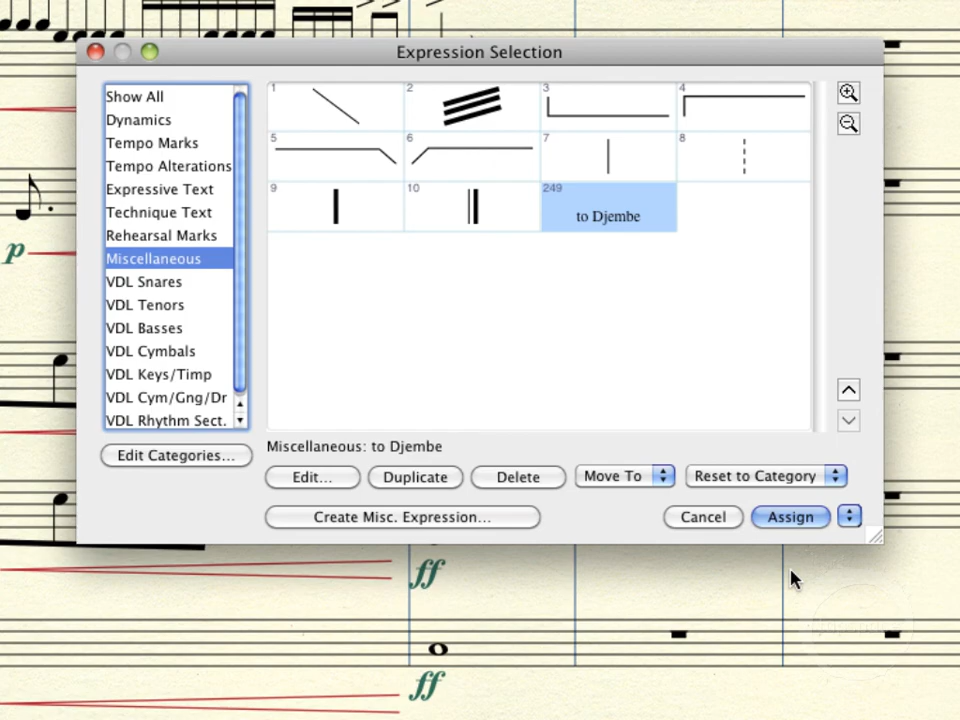 Expression Selection
Show All
Dynamics
Tempo Marks
Tempo Alterations
Expressive Text
Technique Text
Rehearsal Marks
Miscellaneous
VDL Snares
VDL Tenors
VDL Basses
VDL Cymbals
VDL Keys/Timp
VDL Cym/Gng/Dr
VDL Rhythm Sect.
Edit Categories...
1 2 3 4
5 6 7 8
9 10 249
to Djembe
Miscellaneous: to Djembe
Edit... Duplicate Delete Move To Reset to Category
Create Misc. Expression... Cancel Assign
p
ff
ff